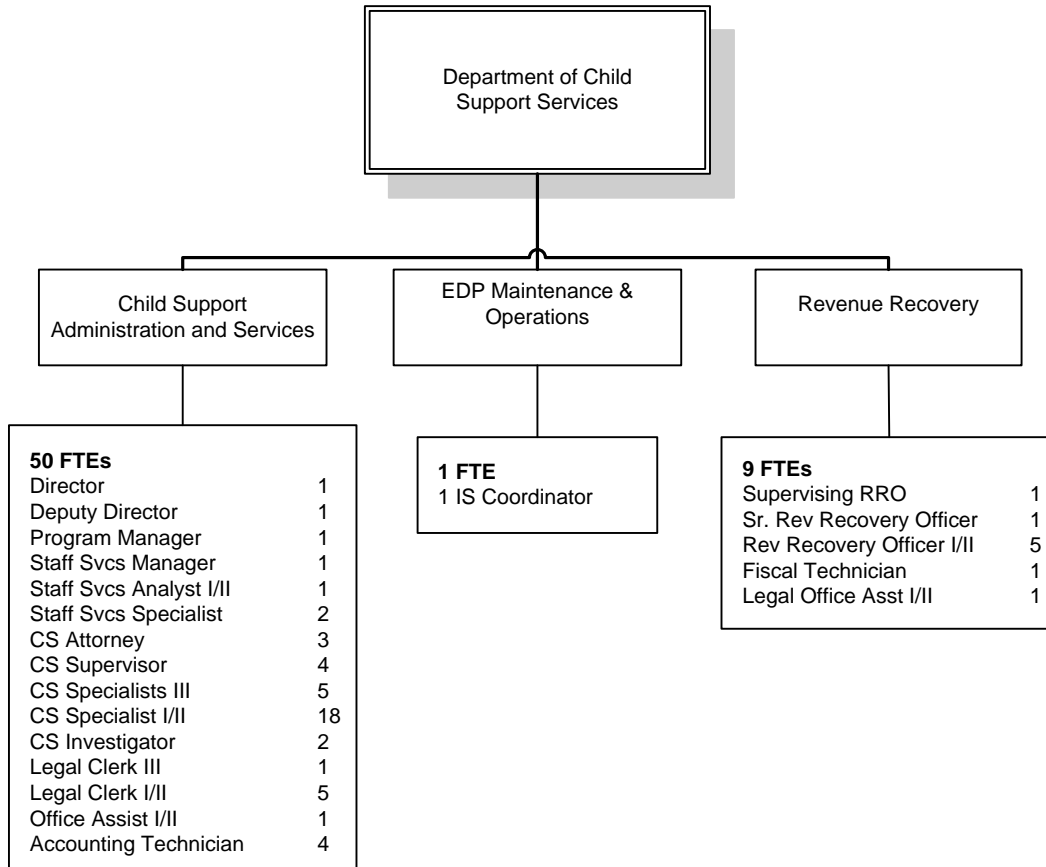 Department of Child
Support Services
Child Support
Administration and Services
EDP Maintenance &
Operations
Revenue Recovery
50 FTEs
Director 1
Deputy Director 1
Program Manager 1
Staff Svcs Manager 1
Staff Svcs Analyst I/II 1
Staff Svcs Specialist 2
CS Attorney 3
CS Supervisor 4
CS Specialists III 5
CS Specialist I/II 18
CS Investigator 2
Legal Clerk III 1
Legal Clerk I/II 5
Office Assist I/II 1
Accounting Technician 4
1 FTE
1 IS Coordinator
9 FTEs
Supervising RRO 1
Sr. Rev Recovery Officer 1
Rev Recovery Officer I/II 5
Fiscal Technician 1
Legal Office Asst I/II 1